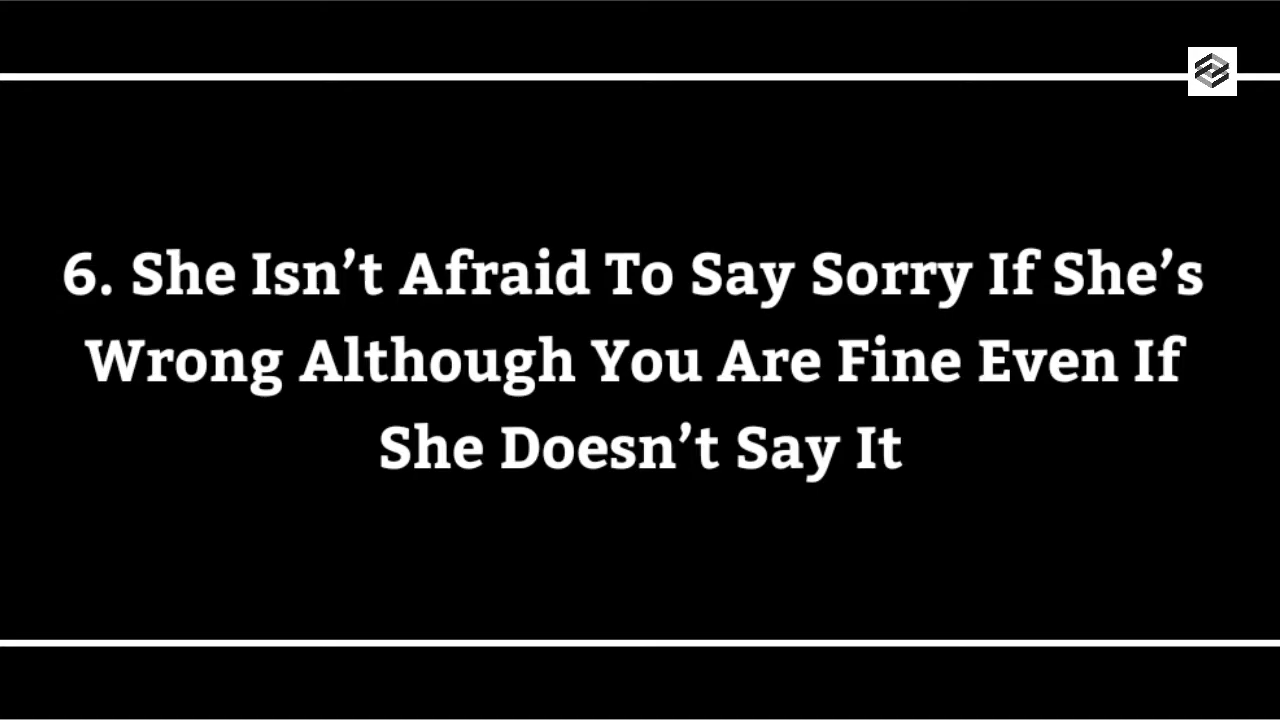 6. She Isn’t Afraid To Say Sorry If She’s
Wrong Although You Are Fine Even If
She Doesn’t Say It